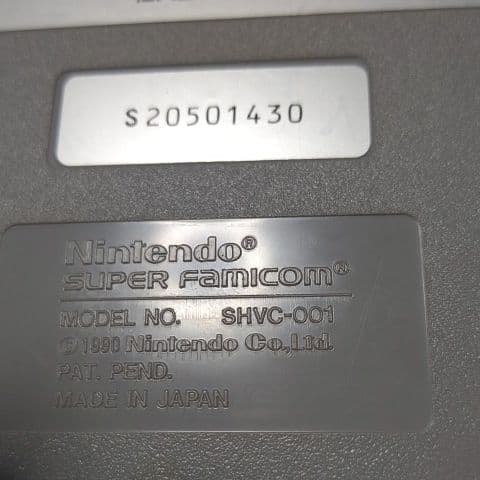 S20501430
Nintendo®
SUPER FAMICOM®
MODEL NO. SHVC-001
©1990 Nintendo Co.,Ltd.
PAT. PEND.
MADE IN JAPAN